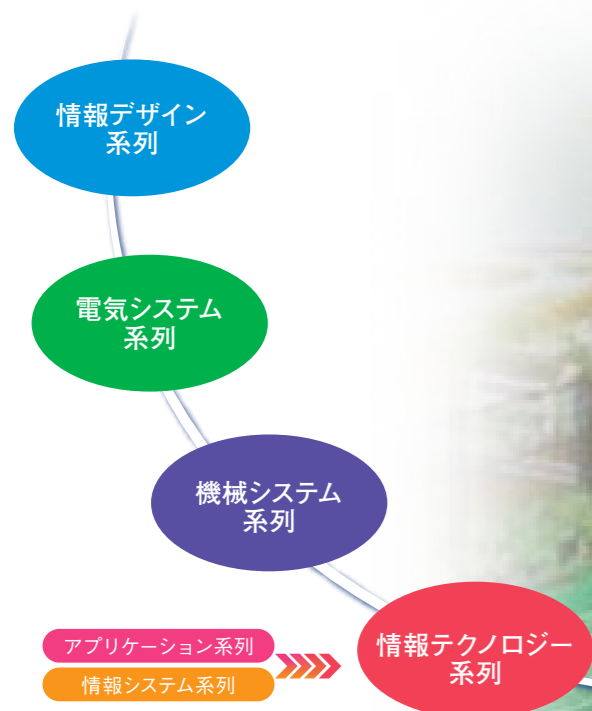 情報デザイン
系列
電気システム
系列
機械システム
系列
アプリケーション系列
情報システム系列
情報テクノロジー
系列